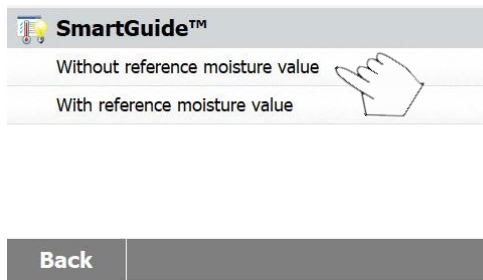 SmartGuide™
Without reference moisture value
With reference moisture value
Back